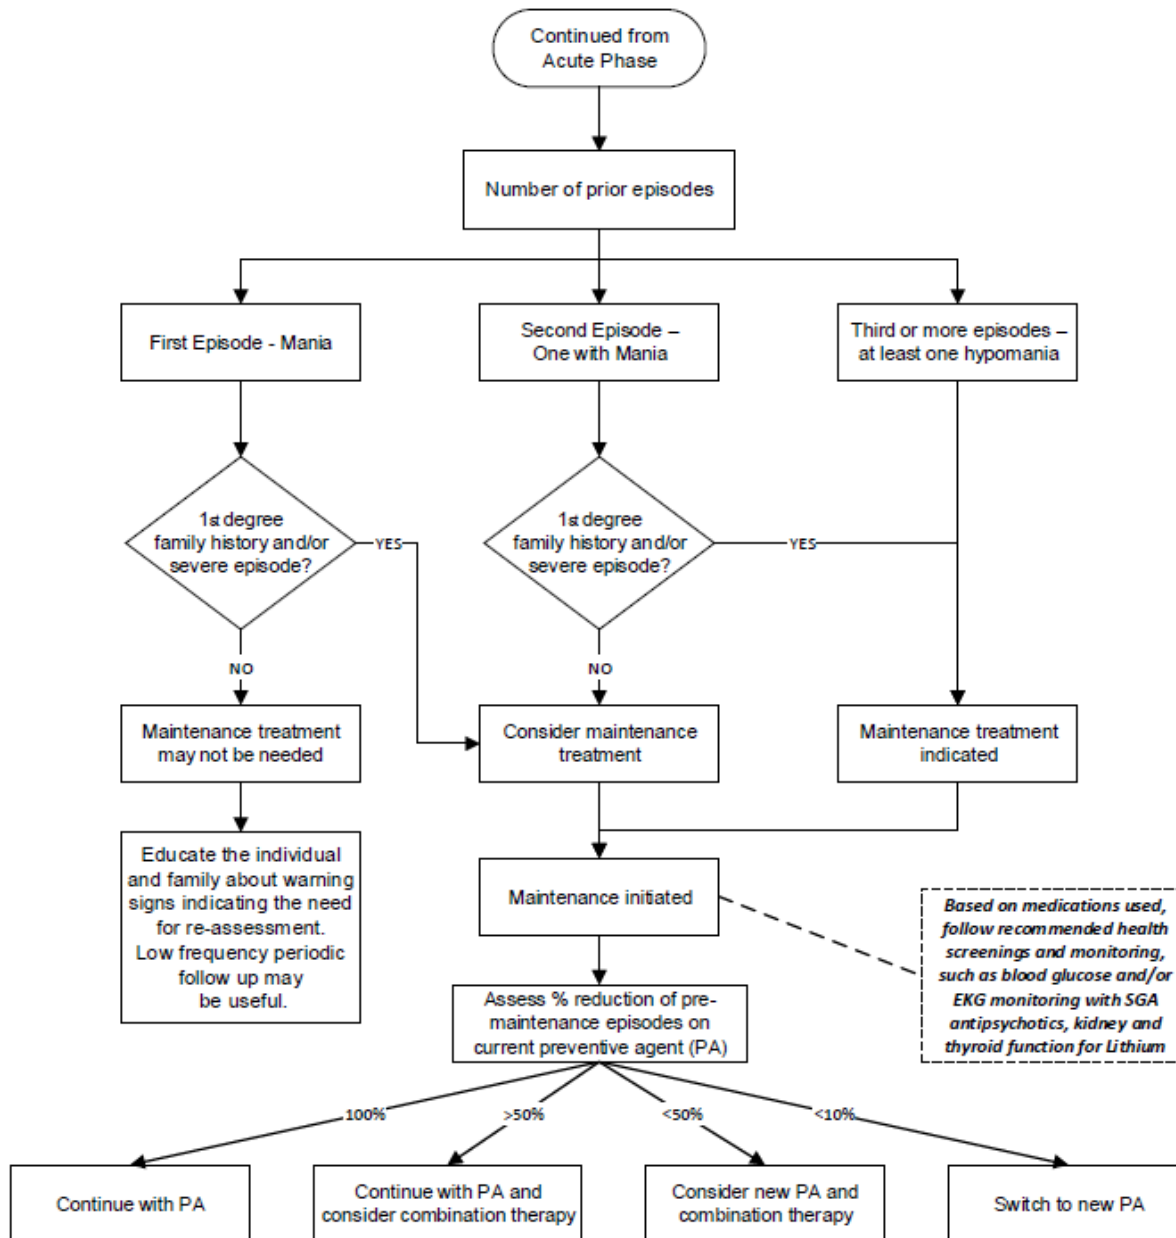 Continued from
Acute Phase
Number of prior episodes
First Episode - Mania
Second Episode –
One with Mania
Third or more episodes –
at least one hypomania
1st degree
family history and/or
severe episode?
YES
1st degree
family history and/or
severe episode?
YES
NO
NO
Maintenance treatment
may not be needed
Consider maintenance
treatment
Maintenance treatment
indicated
Educate the individual
and family about warning
signs indicating the need
for re-assessment.
Low frequency periodic
follow up may
be useful.
Maintenance initiated
Based on medications used,
follow recommended health
screenings and monitoring,
such as blood glucose and/or
EKG monitoring with SGA
antipsychotics, kidney and
thyroid function for Lithium
Assess % reduction of pre-
maintenance episodes on
current preventive agent (PA)
100%
>50%
<50%
<10%
Continue with PA
Continue with PA and
consider combination therapy
Consider new PA and
combination therapy
Switch to new PA